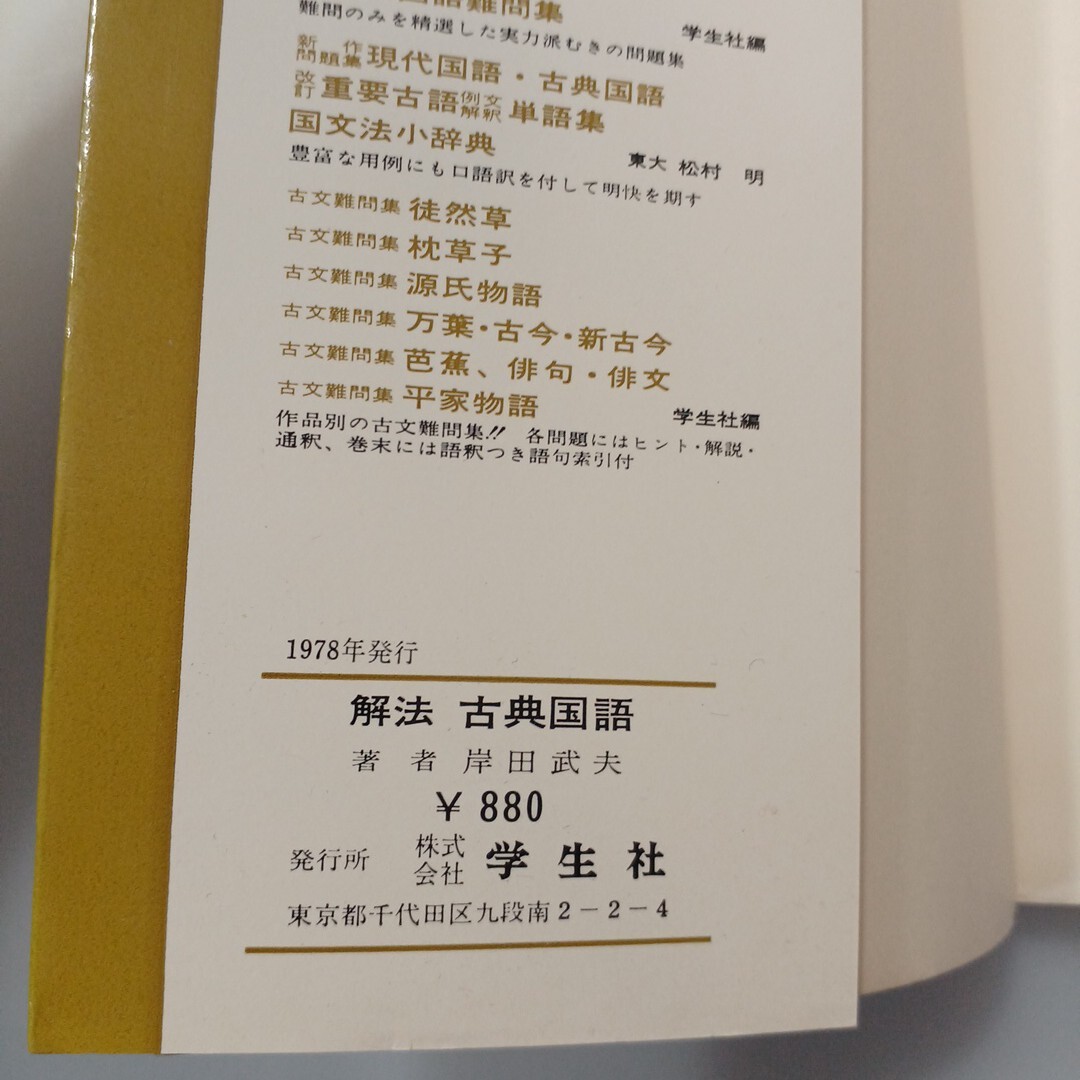 国語難問集
難問のみを精選した実力派むきの問題集 学生社編
新作問題集 現代国語・古典国語
改訂 重要古語 例文解釈 単語集
国文法小辞典 東大 松村 明
豊富な用例にも口語訳を付して明快を期す
古文難問集 徒然草
古文難問集 枕草子
古文難問集 源氏物語
古文難問集 万葉・古今・新古今
古文難問集 芭蕉、俳句・俳文
古文難問集 平家物語 学生社編
作品別の古文難問集!! 各問題にはヒント・解説・
通釈、巻末には語釈つき語句索引付
1978年発行
解法 古典国語
著者 岸田武夫
¥ 880
発行所 株式会社 学生社
東京都千代田区九段南2-2-4